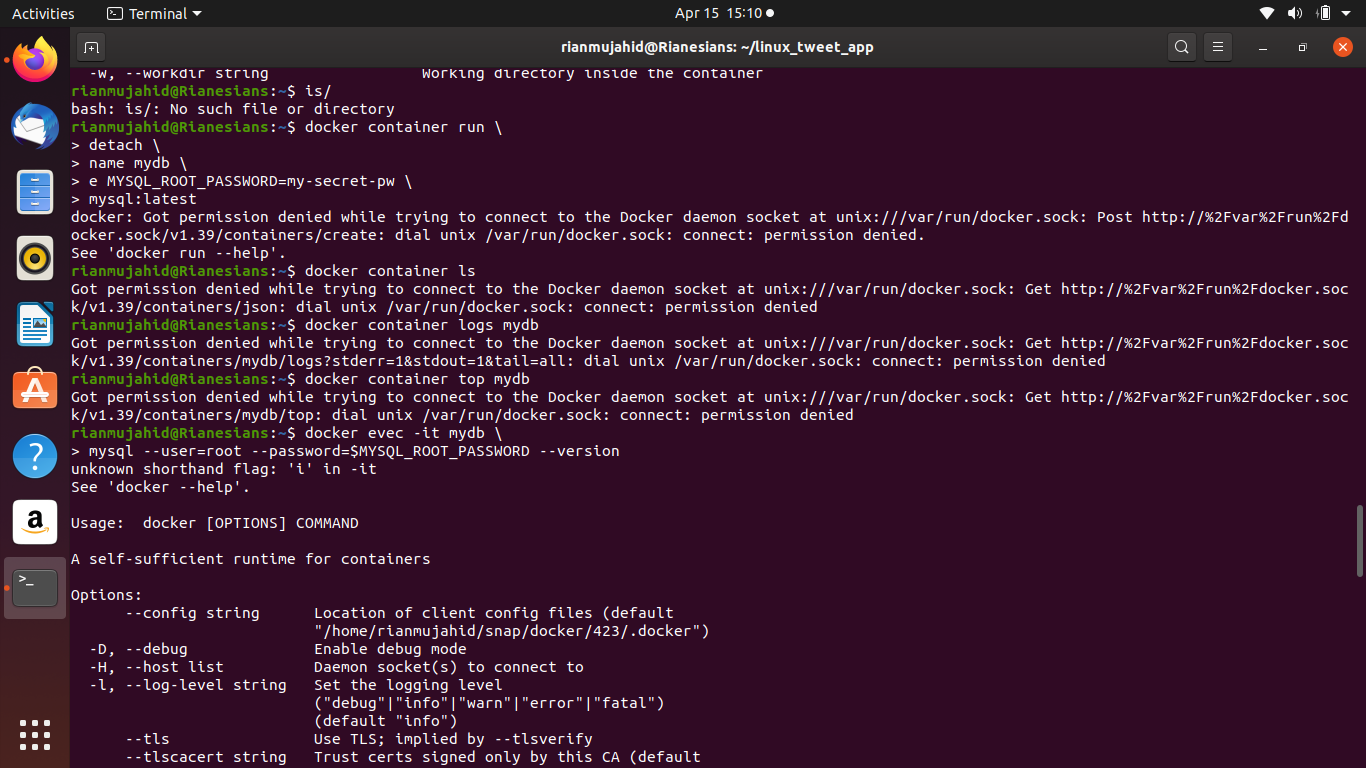 Activities
Terminal
Apr 15 15:10
rianmujahid@Rianesians: ~/linux_tweet_app
  -w, --workdir string                 Working directory inside the container
rianmujahid@Rianesians:~$ is/
bash: is/: No such file or directory
rianmujahid@Rianesians:~$ docker container run \
> detach \
> name mydb \
> e MYSQL_ROOT_PASSWORD=my-secret-pw \
> mysql:latest
docker: Got permission denied while trying to connect to the Docker daemon socket at unix:///var/run/docker.sock: Post http://%2Fvar%2Frun%2Fd
ocker.sock/v1.39/containers/create: dial unix /var/run/docker.sock: connect: permission denied.
See 'docker run --help'.
rianmujahid@Rianesians:~$ docker container ls
Got permission denied while trying to connect to the Docker daemon socket at unix:///var/run/docker.sock: Get http://%2Fvar%2Frun%2Fdocker.soc
k/v1.39/containers/json: dial unix /var/run/docker.sock: connect: permission denied
rianmujahid@Rianesians:~$ docker container logs mydb
Got permission denied while trying to connect to the Docker daemon socket at unix:///var/run/docker.sock: Get http://%2Fvar%2Frun%2Fdocker.soc
k/v1.39/containers/mydb/logs?stderr=1&stdout=1&tail=all: dial unix /var/run/docker.sock: connect: permission denied
rianmujahid@Rianesians:~$ docker container top mydb
Got permission denied while trying to connect to the Docker daemon socket at unix:///var/run/docker.sock: Get http://%2Fvar%2Frun%2Fdocker.soc
k/v1.39/containers/mydb/top: dial unix /var/run/docker.sock: connect: permission denied
rianmujahid@Rianesians:~$ docker evec -it mydb \
> mysql --user=root --password=$MYSQL_ROOT_PASSWORD --version
unknown shorthand flag: 'i' in -it
See 'docker --help'.
Usage:  docker [OPTIONS] COMMAND
A self-sufficient runtime for containers
Options:
      --config string      Location of client config files (default
                           "/home/rianmujahid/snap/docker/423/.docker")
  -D, --debug              Enable debug mode
  -H, --host list          Daemon socket(s) to connect to
  -l, --log-level string   Set the logging level
                           ("debug"|"info"|"warn"|"error"|"fatal")
                           (default "info")
      --tls                Use TLS; implied by --tlsverify
      --tlscacert string   Trust certs signed only by this CA (default